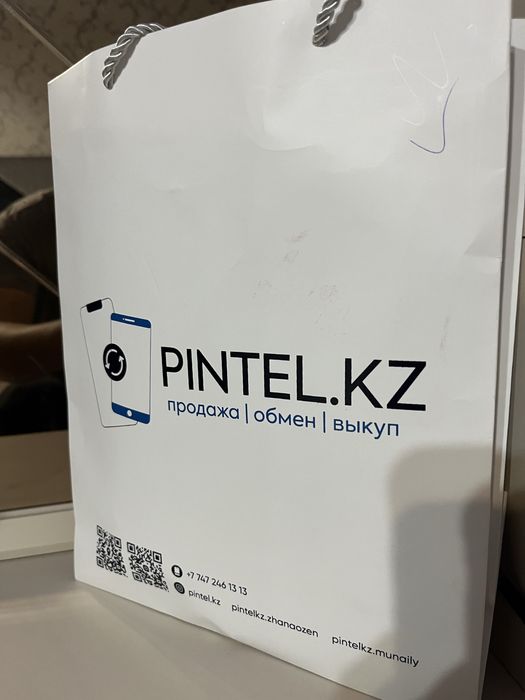 PINTEL.KZ
продажа | обмен | выкуп
+7 747 246 13 13
pintel.kz pintelkz.zhanaozen pintelkz.munaily